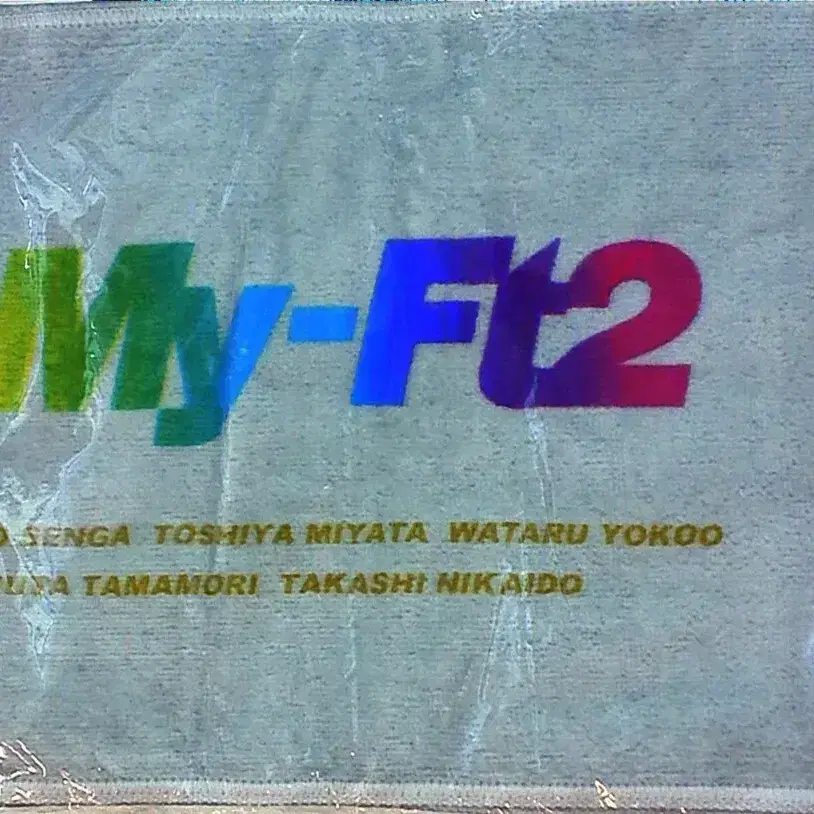 My-Ft2
SENGA TOSHIYA MIYATA WATARU YOKOO
TAMAMORI TAKASHI NIKAIDO